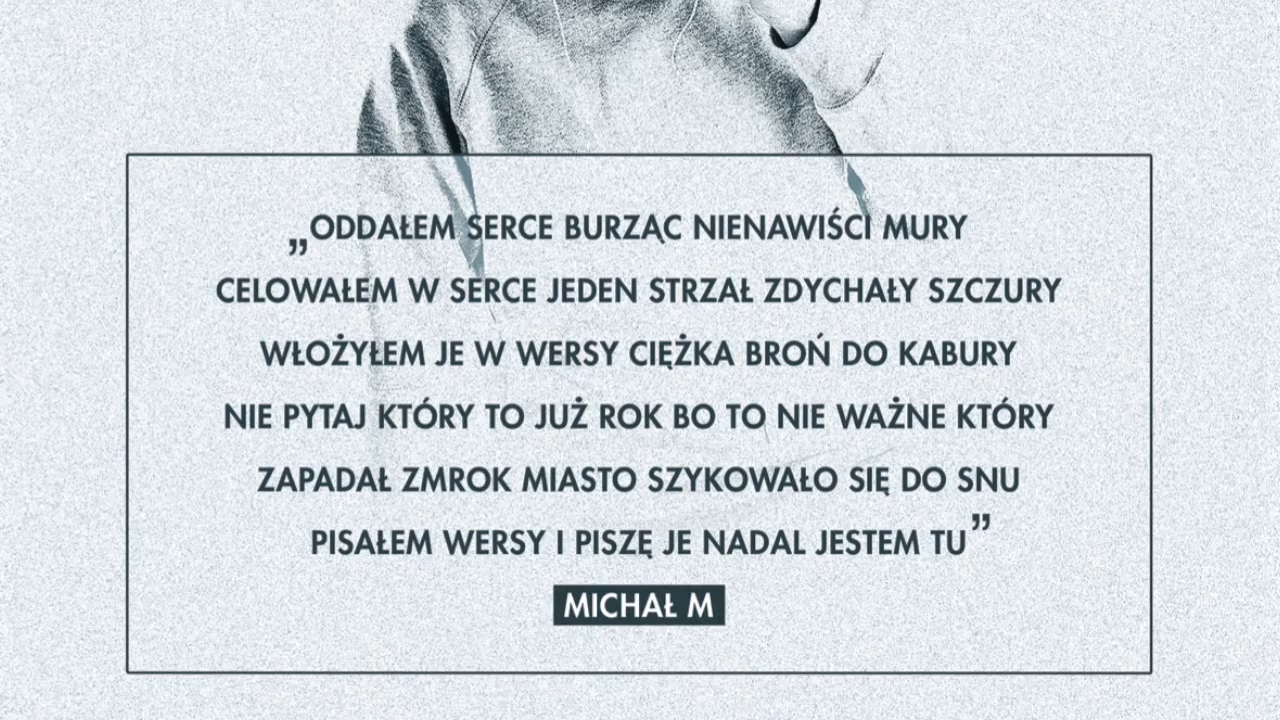 „ODDAŁEM SERCE BURZĄC NIENAWIŚCI MURY
CELOWAŁEM W SERCE JEDEN STRZAŁ ZDYCHAŁY SZCZURY
WŁOŻYŁEM JE W WERSY CIĘŻKA BROŃ DO KABURY
NIE PYTAJ KTÓRY TO JUŻ ROK BO TO NIE WAŻNE KTÓRY
ZAPADAŁ ZMROK MIASTO SZYKOWAŁO SIĘ DO SNU
PISAŁEM WERSY I PISZĘ JE NADAL JESTEM TU”
MICHAŁ M